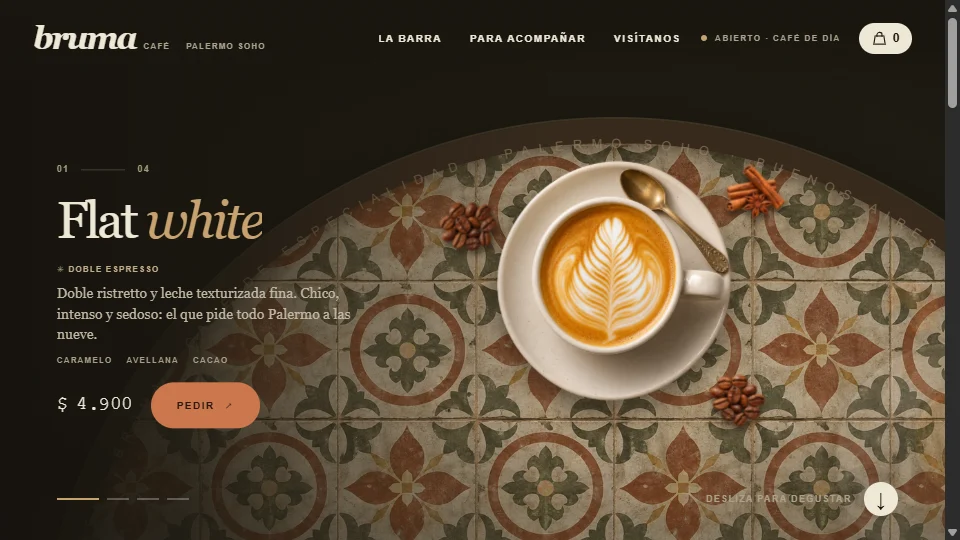 bruma CAFÉ PALERMO SOHO
LA BARRA
PARA ACOMPAÑAR
VISÍTANOS
ABIERTO · CAFÉ DE DÍA
0
ESPECIALIDAD · PALERMO SOHO · BUENOS AIRES
01 04
Flat white
✳ DOBLE ESPRESSO
Doble ristretto y leche texturizada fina. Chico,
intenso y sedoso: el que pide todo Palermo a las
nueve.
CARAMELO AVELLANA CACAO
$ 4.900
PEDIR ↗
DESLIZA PARA DEGUSTAR ↓